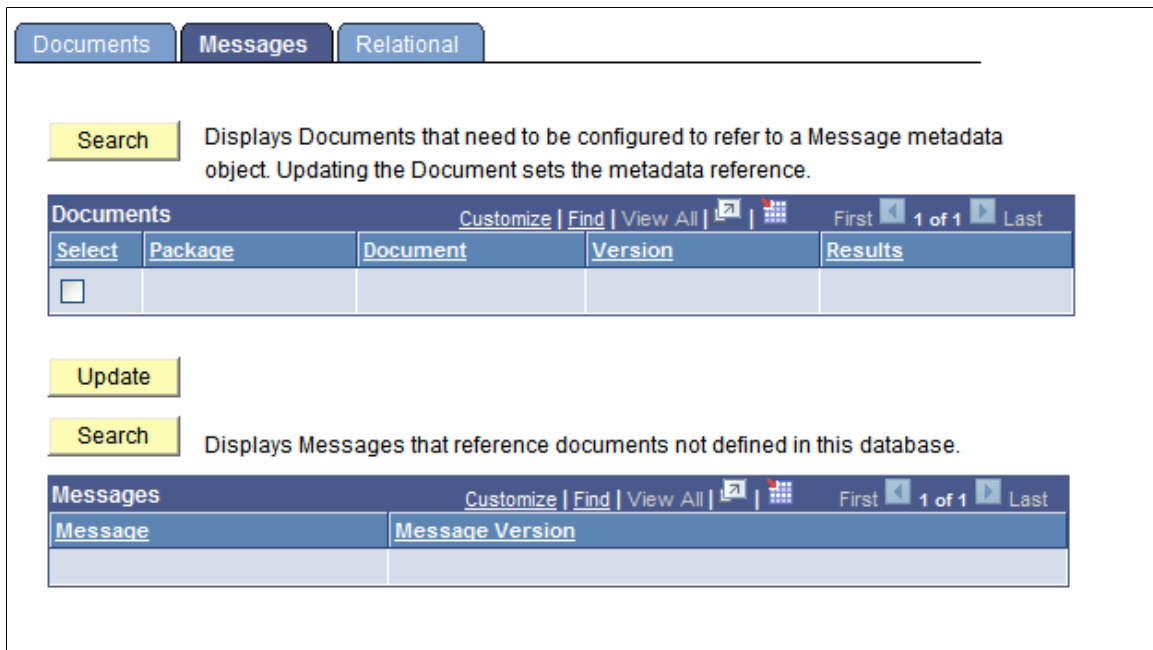 Documents Messages Relational
Search Displays Documents that need to be configured to refer to a Message metadata
object. Updating the Document sets the metadata reference.
Documents Customize | Find | View All | | First 1 of 1 Last
Select Package Document Version Results
Update
Search Displays Messages that reference documents not defined in this database.
Messages Customize | Find | View All | | First 1 of 1 Last
Message Message Version